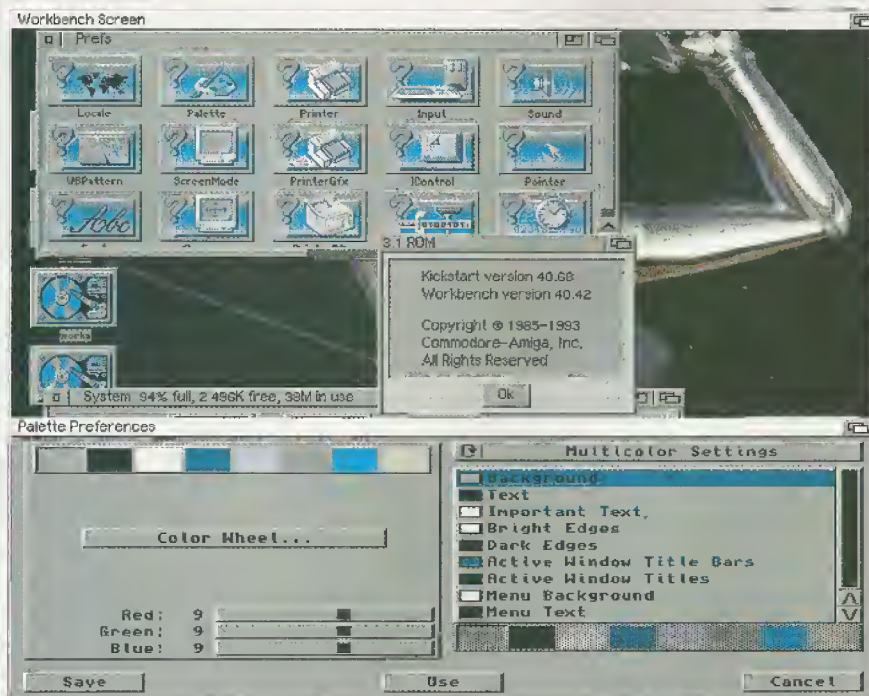 Workbench Screen
Prefs
Locale Palette Printer Input Sound
WBPattern ScreenMode PrinterGfx IControl Pointer
Abc
3.1 ROM
Kickstart version 40.68
Workbench version 40.42
Copyright © 1985-1993
Commodore-Amiga, Inc.
All Rights Reserved
Ok
Works
System 94% full, 2 496K free, 38M in use
Palette Preferences
Multicolor Settings
Background
Text
Important Text.
Bright Edges
Dark Edges
Active Window Title Bars
Active Window Titles
Menu Background
Menu Text
Color Wheel...
Red: 9
Green: 9
Blue: 9
Save Use Cancel